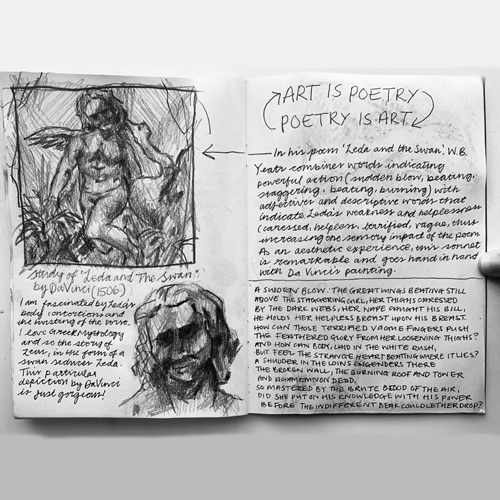 Study of 'Leda and The Swan'
by DaVinci (1506)
I am fascinated by Leda's
body contortions and
the twisting of the torso.
I love Greek Mythology
and so the story of
Zeus, in the form of a
swan seduces Leda.
This particular
depiction by DaVinci
is just gorgeous!
ART IS POETRY
POETRY IS ART
In his poem 'Leda and the Swan', W.B.
Yeats combines words indicating
powerful action (sudden blow, beating,
staggering, beating, burning) with
adjectives and descriptive words that
indicate Leda's weakness and helplessness
(caressed, helpless, terrified, vague, thus
increasing the sensory impact of the poem.
As an aesthetic experience, this sonnet
is remarkable and goes hand in hand
with Da Vinci's painting.
A SUDDEN BLOW: THE GREAT WINGS BEATING STILL
ABOVE THE STAGGERING GIRL, HER THIGHS CARESSED
BY THE DARK WEBS, HER NAPE CAUGHT IN HIS BILL,
HE HOLDS HER HELPLESS BREAST UPON HIS BREAST.
HOW CAN THOSE TERRIFIED VAGUE FINGERS PUSH
THE FEATHERED GLORY FROM HER LOOSENING THIGHS?
AND HOW CAN BODY, LAID IN THE WHITE RUSH,
BUT FEEL THE STRANGE HEART BEATING WHERE IT LIES?
A SHUDDER IN THE LOINS ENGENDERS THERE
THE BROKEN WALL, THE BURNING ROOF AND TOWER
AND AGAMEMNON DEAD.
SO MASTERED BY THE BRUTE BLOOD OF THE AIR,
DID SHE PUT ON HIS KNOWLEDGE WITH HIS POWER
BEFORE THE INDIFFERENT BEAK COULD LET HER DROP?